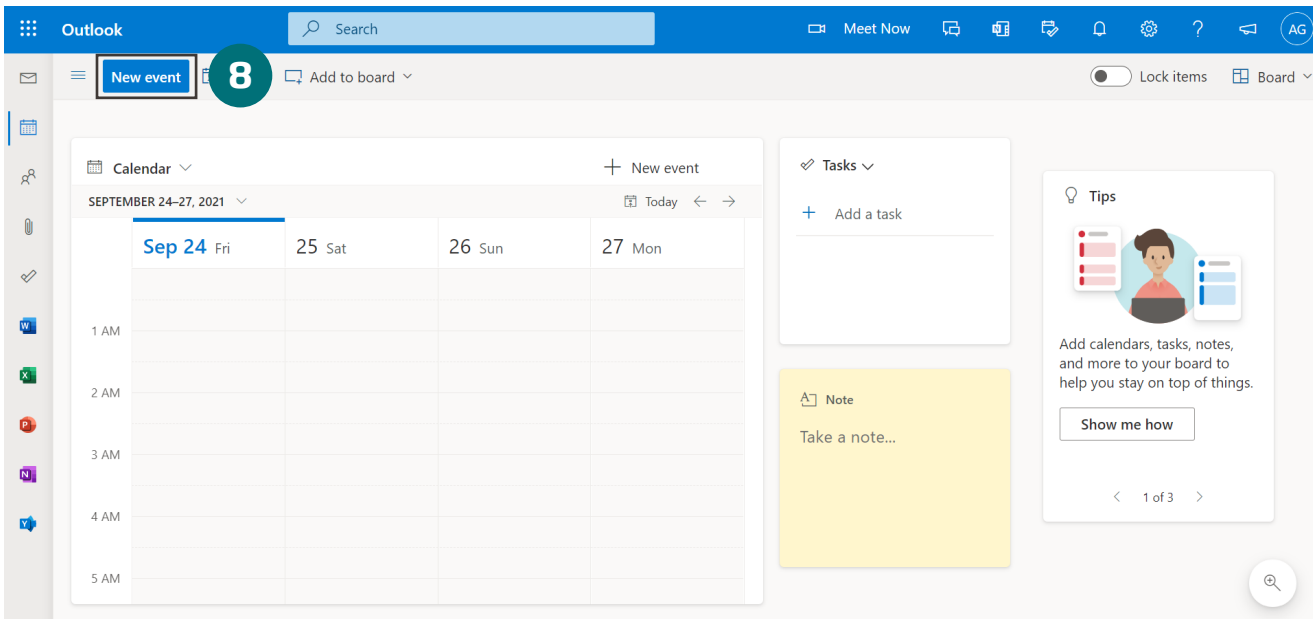 Outlook
Search
Meet Now
AG
New event
8
Add to board
Lock items
Board
Calendar
New event
SEPTEMBER 24–27, 2021
Today
Sep 24 Fri
25 Sat
26 Sun
27 Mon
1 AM
2 AM
3 AM
4 AM
5 AM
Tasks
Add a task
A
Note
Take a note...
Tips
Add calendars, tasks, notes,
and more to your board to
help you stay on top of things.
Show me how
1 of 3
W
X
P
N
Y